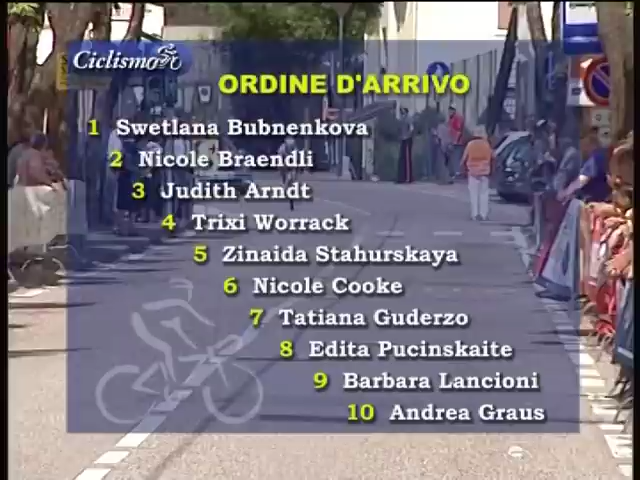 Ciclismo
ORDINE D'ARRIVO
1 Swetlana Bubnenkova
2 Nicole Braendli
3 Judith Arndt
4 Trixi Worrack
5 Zinaida Stahurskaya
6 Nicole Cooke
7 Tatiana Guderzo
8 Edita Pucinskaite
9 Barbara Lancioni
10 Andrea Graus